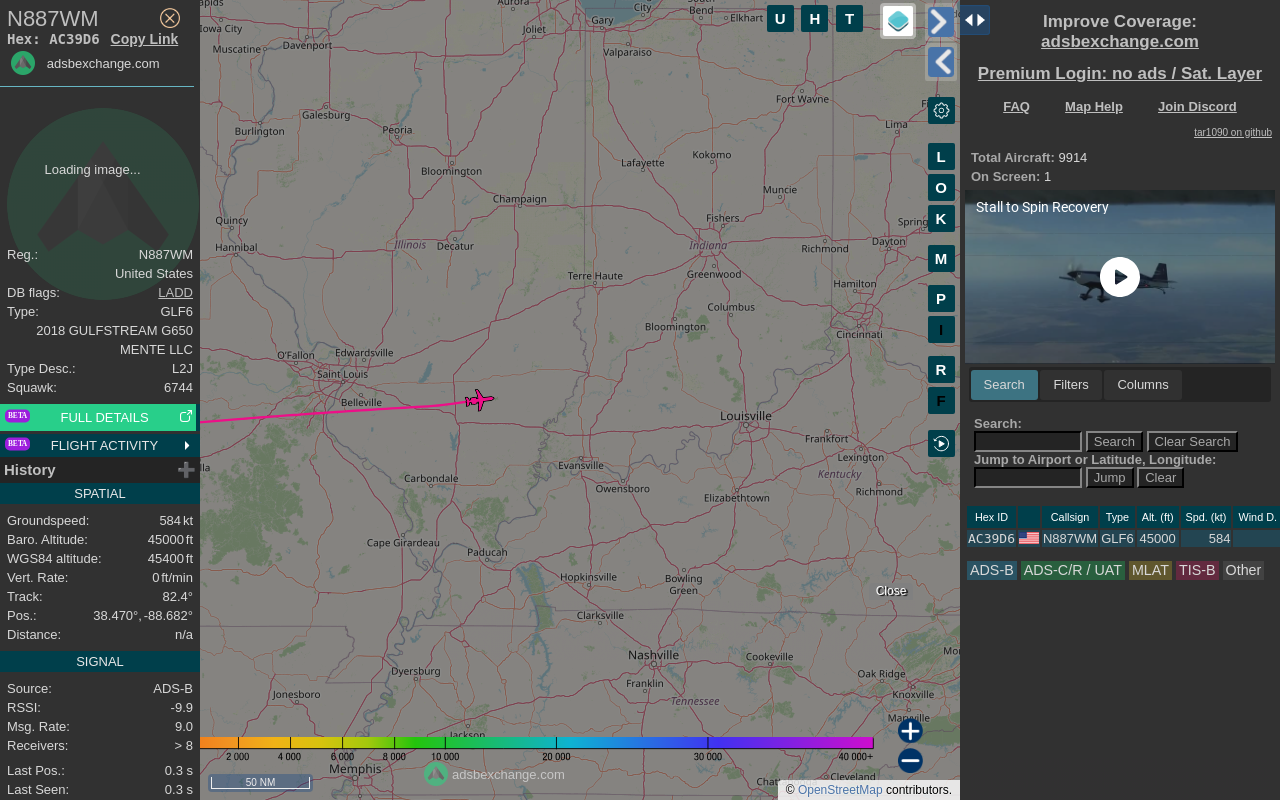 N887WM
Hex: AC39D6 Copy Link
adsbexchange.com
Loading image...
Reg.: N887WM
United States
DB flags: LADD
Type: GLF6
2018 GULFSTREAM G650
MENTE LLC
Type Desc.: L2J
Squawk: 6744
BETA FULL DETAILS
BETA FLIGHT ACTIVITY
History
SPATIAL
Groundspeed: 584 kt
Baro. Altitude: 45000 ft
WGS84 altitude: 45400 ft
Vert. Rate: 0 ft/min
Track: 82.4°
Pos.: 38.470°, -88.682°
Distance: n/a
SIGNAL
Source: ADS-B
RSSI: -9.9
Msg. Rate: 9.0
Receivers: > 8
Last Pos.: 0.3 s
Last Seen: 0.3 s
Aurora
Gary
City
South
Bend
Elkhart
Iowa City
Muscatine
Davenport
Joliet
Valparaiso
Fort Wayne
Galesburg
Burlington
Peoria
Lima
Kokomo
Lafayette
Bloomington
Muncie
Champaign
Quincy
Fishers
Hannibal
Illinois
Decatur
Indiana
Richmond
Dayton
Terre Haute
Greenwood
Hamilton
Columbus
Bloomington
Cincinnati
O'Fallon
Edwardsville
Saint Louis
Belleville
Louisville
Frankfort
Lexington
Evansville
Kentucky
Carbondale
Owensboro
Richmond
Elizabethtown
Cape Girardeau
Paducah
Hopkinsville
Bowling
Green
Close
Clarksville
Nashville
Cookeville
Dyersburg
Oak Ridge
Franklin
Jonesboro
Tennessee
Knoxville
Maryville
Jackson
Memphis
Cleveland
U H T
L
O
K
M
P
I
R
F
2 000 4 000 6 000 8 000 10 000 20 000 30 000 40 000+
50 NM
adsbexchange.com
© OpenStreetMap contributors.
Improve Coverage:
adsbexchange.com
Premium Login: no ads / Sat. Layer
FAQ Map Help Join Discord
tar1090 on github
Total Aircraft: 9914
On Screen: 1
Stall to Spin Recovery
Search Filters Columns
Search:
Search Clear Search
Jump to Airport or Latitude, Longitude:
Jump Clear
Hex ID Callsign Type Alt. (ft) Spd. (kt) Wind D.
AC39D6 N887WM GLF6 45000 584
ADS-B ADS-C/R / UAT MLAT TIS-B Other